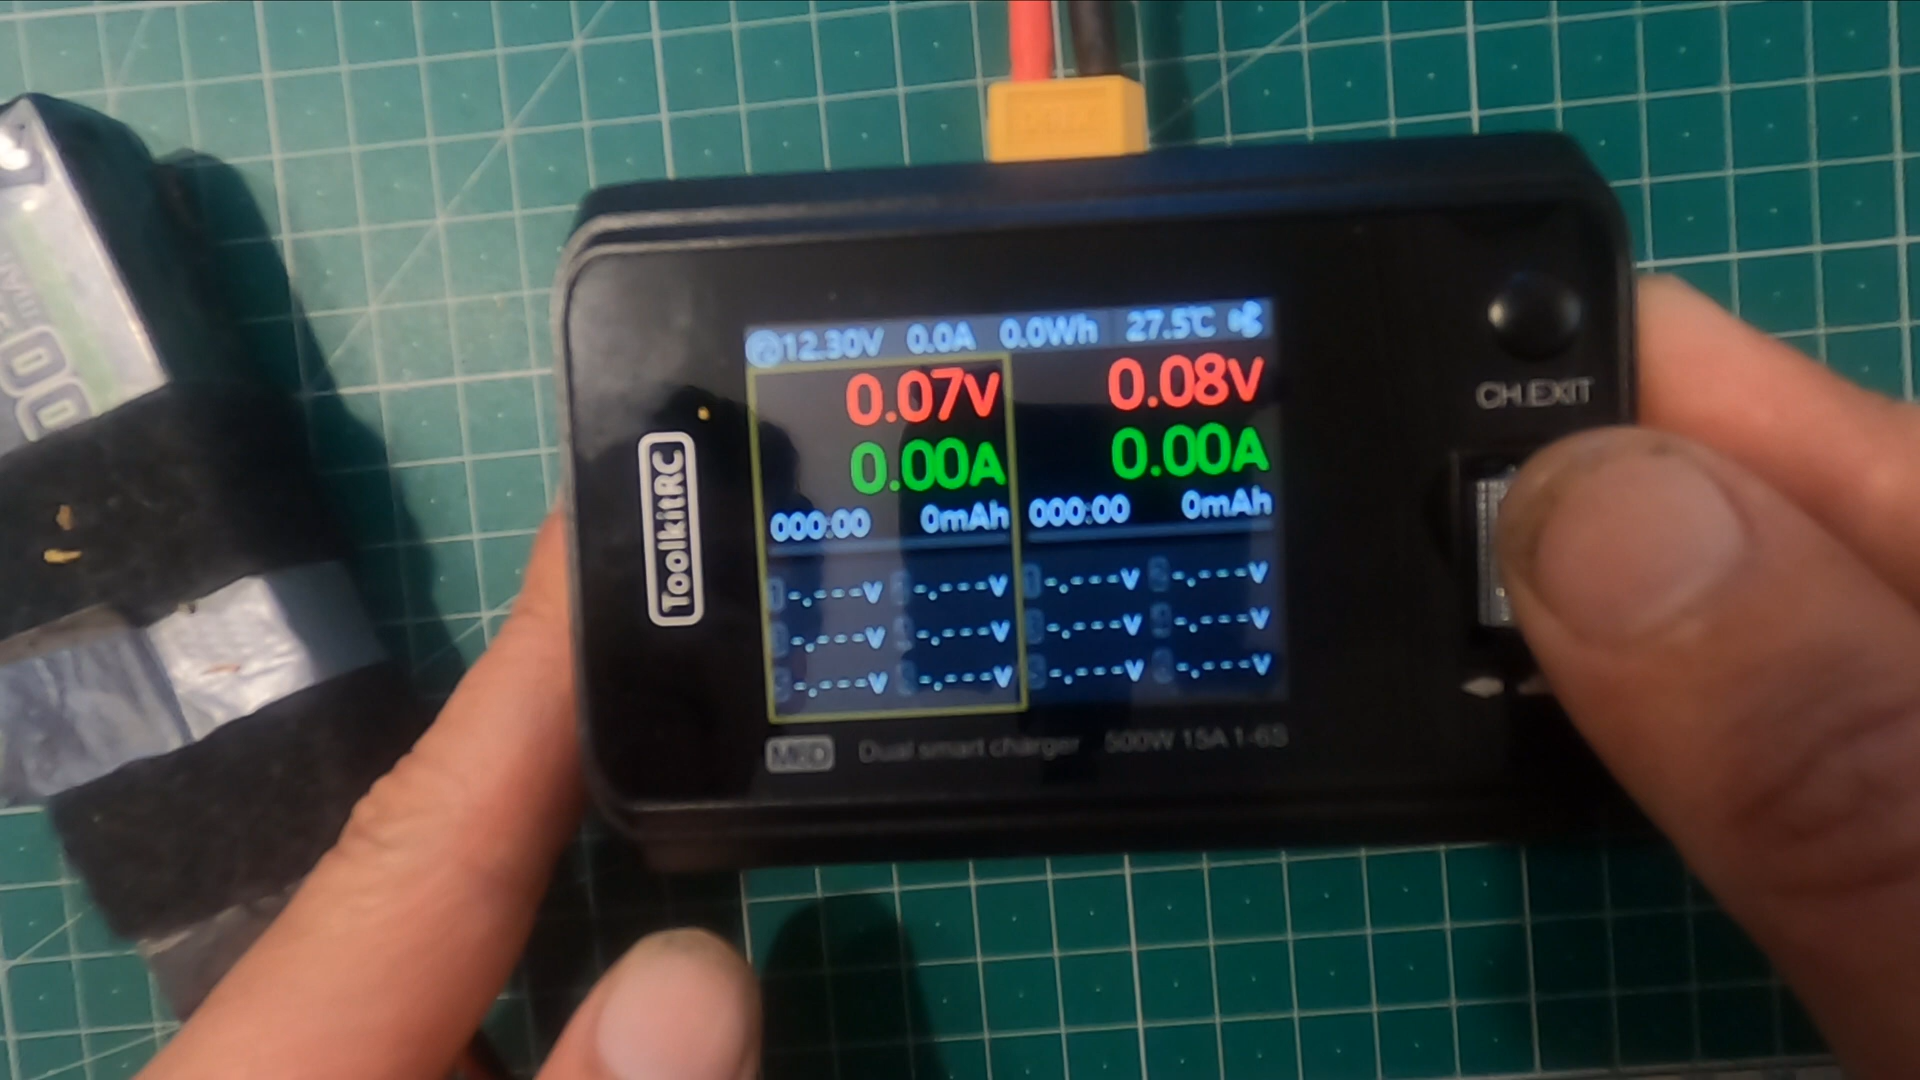 12.30V 0.0A 0.0Wh 27.5℃
0.07V 0.08V
0.00A 0.00A
000:00 0mAh 000:00 0mAh
-.---V -.---V -.---V -.---V
-.---V -.---V -.---V -.---V
-.---V -.---V -.---V -.---V
ToolkitRC
Dual smart charger 500W 15A 1-6S
CH.EXIT
00